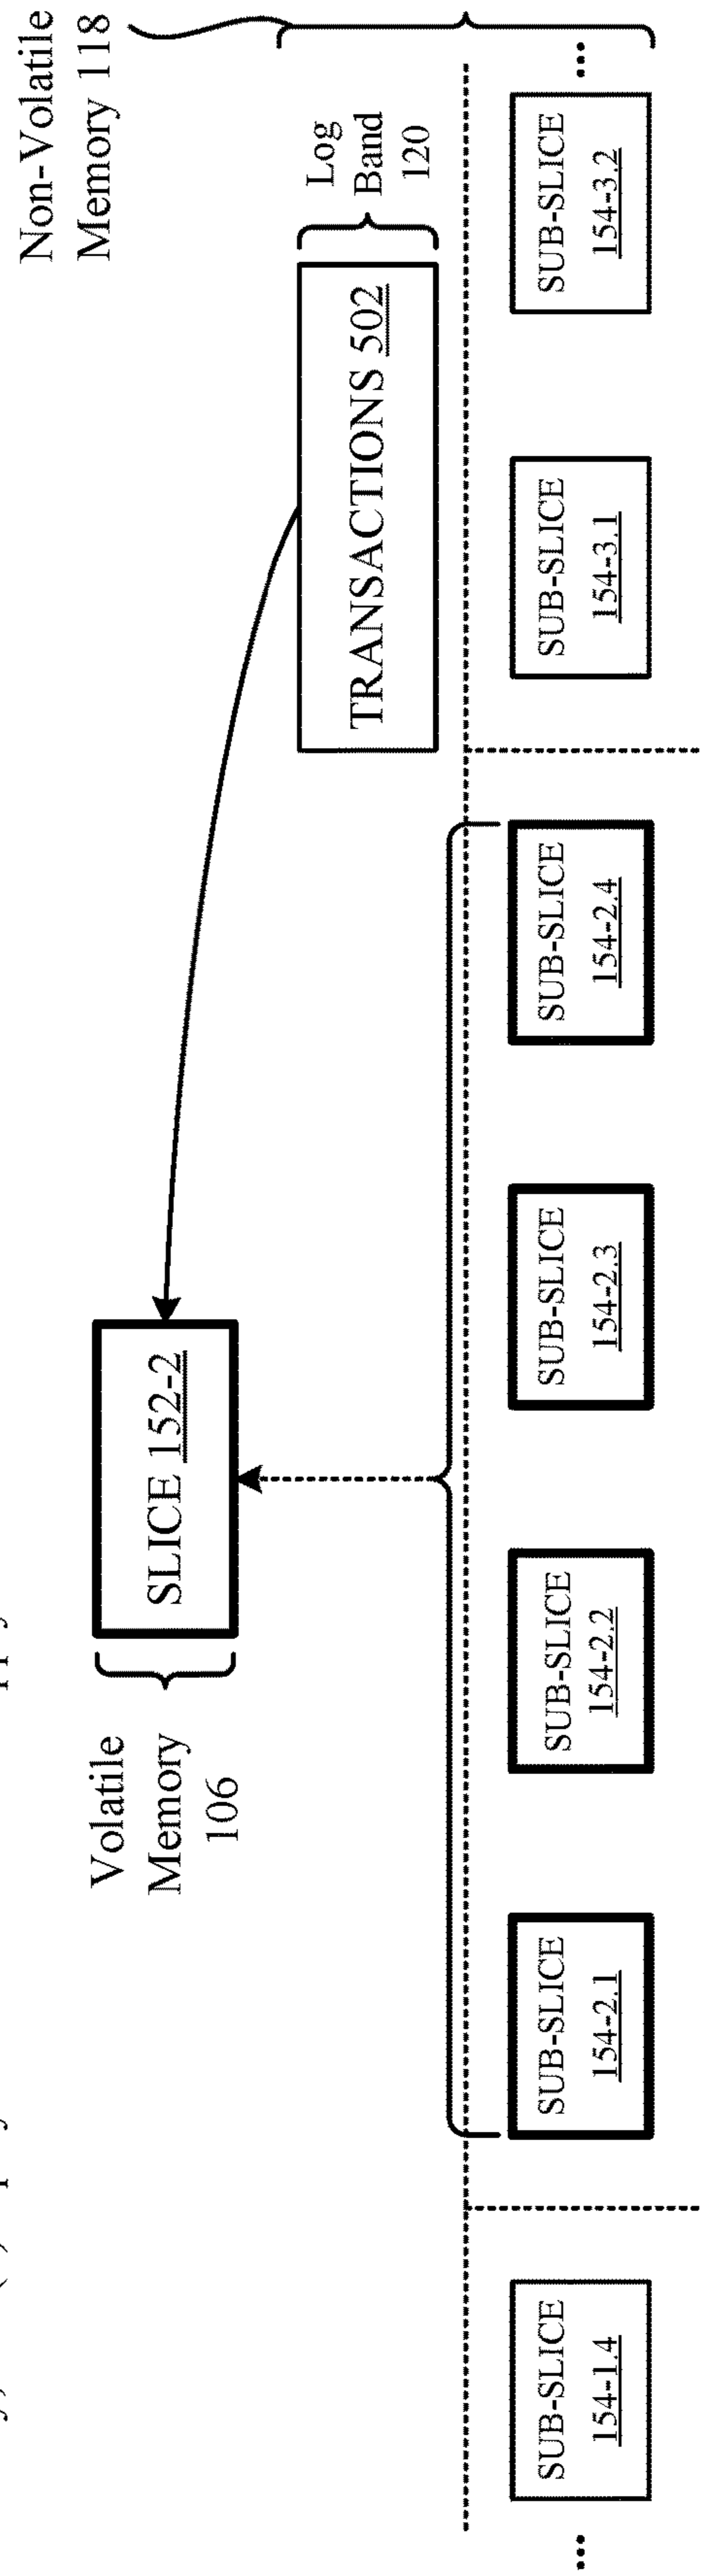 Non-Volatile
Memory 118
Volatile
Memory
106
SLICE 152-2
TRANSACTIONS 502
Log
Band
120
...
SUB-SLICE
154-1.4
SUB-SLICE
154-2.1
SUB-SLICE
154-2.2
SUB-SLICE
154-2.3
SUB-SLICE
154-2.4
SUB-SLICE
154-3.1
SUB-SLICE
154-3.2
...